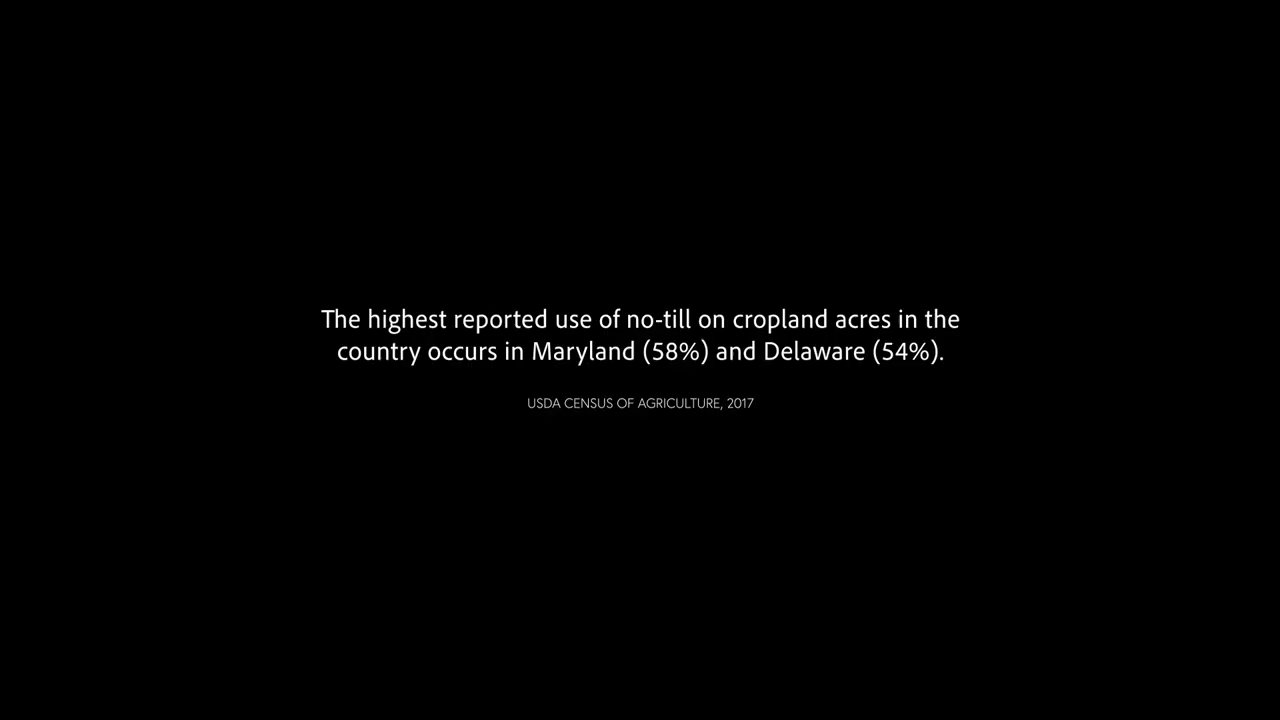 The highest reported use of no-till on cropland acres in the
country occurs in Maryland (58%) and Delaware (54%).
USDA CENSUS OF AGRICULTURE, 2017